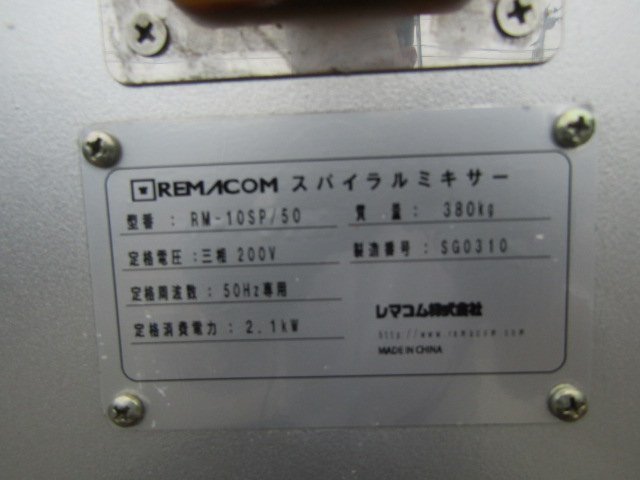 REMACOM スパイラルミキサー
型番 : RM-10SP/50
質 量 : 380kg
定格電圧 : 三相 200V
製造番号 : SG0310
定格周波数 : 50Hz専用
定格消費電力 : 2.1kW
レマコム株式会社
http://www.remacom.com
MADE IN CHINA